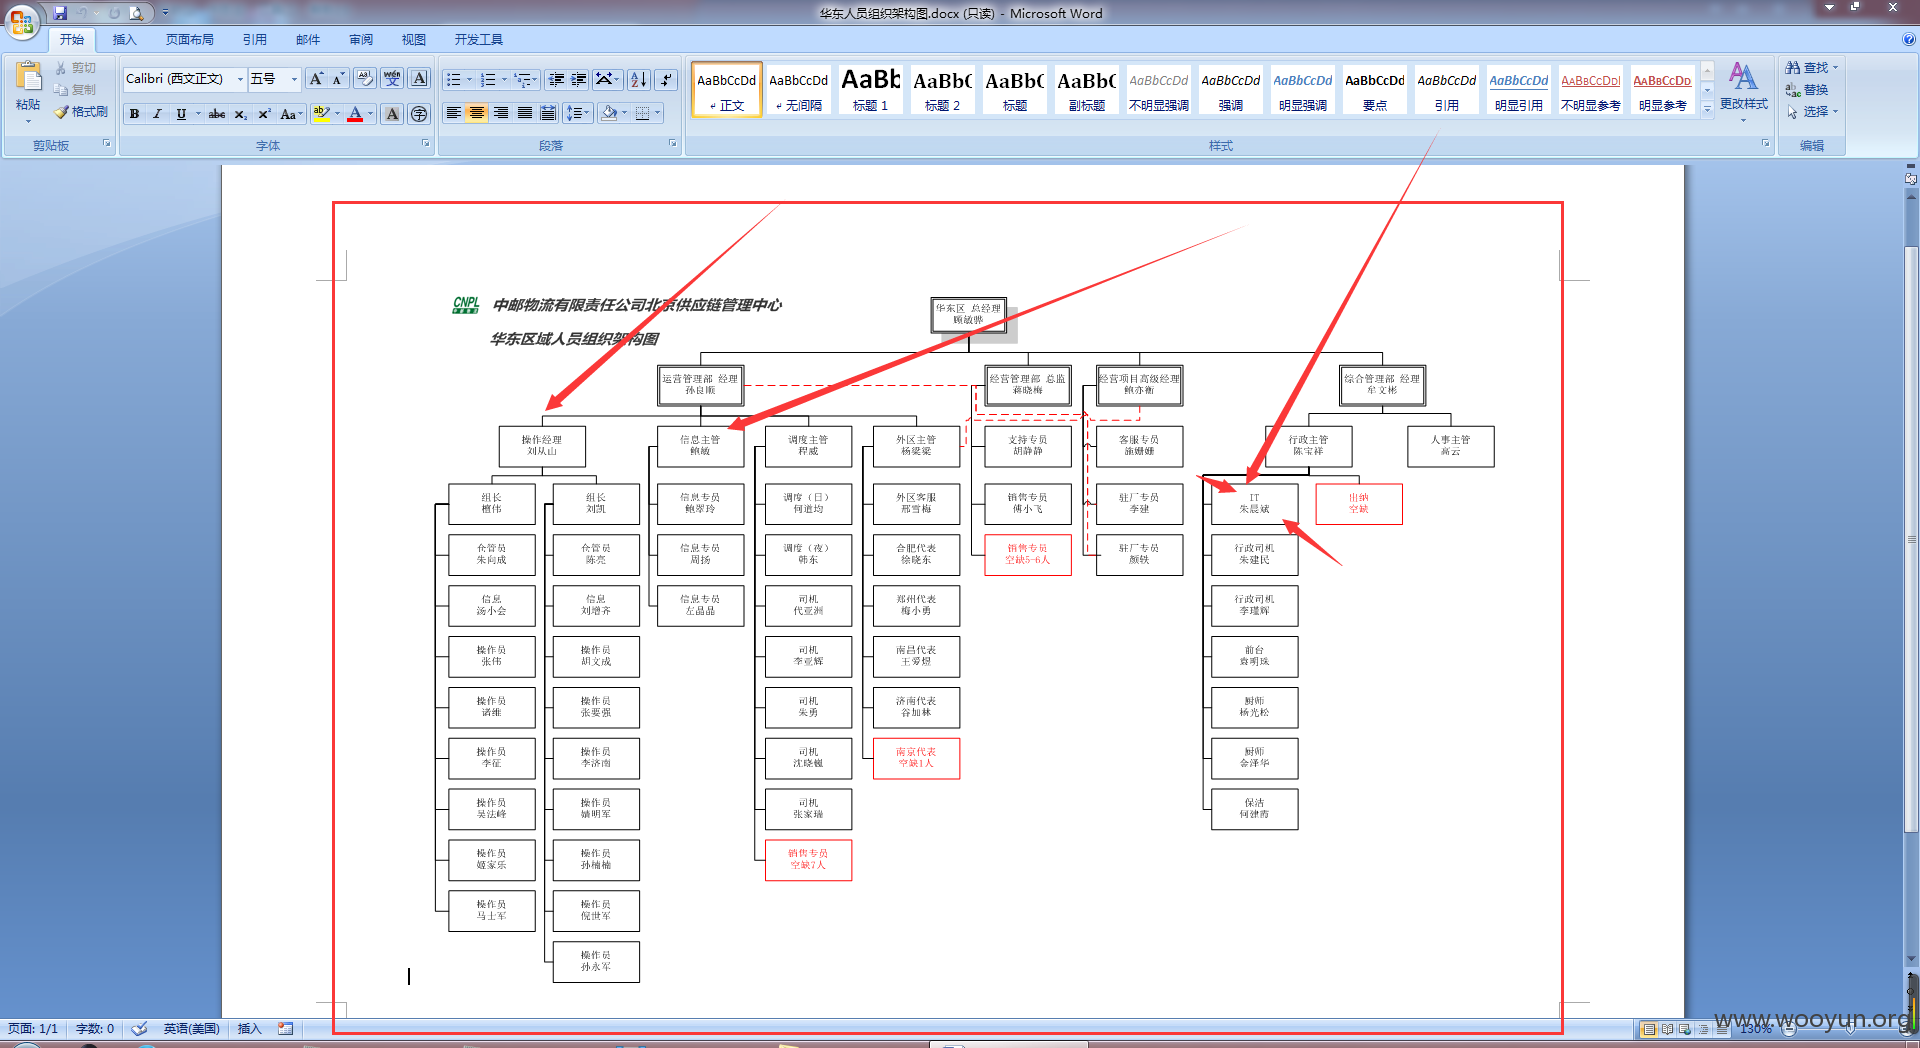 华东人员组织架构图.docx (只读) - Microsoft Word
开始 插入 页面布局 引用 邮件 审阅 视图 开发工具
粘贴
剪切
复制
格式刷
剪贴板
Calibri (西文正文) 五号
字体
段落
AaBbCcDd AaBbCcDd AaBb AaBb( AaBb( AaBb( AaBbCcDd AaBbCcDd AaBbCcDd AaBbCcDd AaBbCcDd AaBbCcDd AaBbCcDd AaBbCcDd
正文 无间隔 标题 1 标题 2 标题 副标题 不明显强调 强调 明显强调 要点 引用 明显引用 不明显参考 明显参考
更改样式
样式
查找
替换
选择
编辑
CNPL 中邮物流有限责任公司北京供应链管理中心
华东区域人员组织架构图
华东区 总经理
顾敏骅
运营管理部 经理
孙良顺
经营管理部 总监
蒋晓梅
经营项目高级经理
鲍亦衡
综合管理部 经理
牟文彬
操作经理
刘从山
信息主管
鲍敏
调度主管
程威
外区主管
杨梁梁
支持专员
胡静静
客服专员
施姗姗
行政主管
陈宝祥
人事主管
高云
组长
檀伟
组长
刘凯
信息专员
鲍翠玲
调度（日）
何道均
外区客服
邢雪梅
销售专员
傅小飞
驻厂专员
李建
IT
朱晨斌
出纳
空缺
仓管员
朱向成
仓管员
陈亮
信息专员
周扬
调度（夜）
韩东
合肥代表
徐晓东
销售专员
空缺5-6人
驻厂专员
颜轶
行政司机
朱建民
信息
汤小会
信息
刘增齐
信息专员
左晶晶
司机
代亚洲
郑州代表
梅小勇
行政司机
李瑾辉
操作员
张伟
操作员
胡文成
司机
李亚辉
南昌代表
王爱煜
前台
袁明珠
操作员
诸维
操作员
张要强
司机
朱勇
济南代表
谷加林
厨师
杨光松
操作员
李征
操作员
李济南
司机
沈晓巍
南京代表
空缺1人
厨师
金泽华
操作员
吴法峰
操作员
嫱明军
司机
张家瑞
保洁
何建霞
操作员
姬家乐
操作员
孙楠楠
销售专员
空缺7人
操作员
马士军
操作员
倪世军
操作员
孙永军
页面: 1/1 字数: 0 英语(美国) 插入 130%
www.wooyun.org